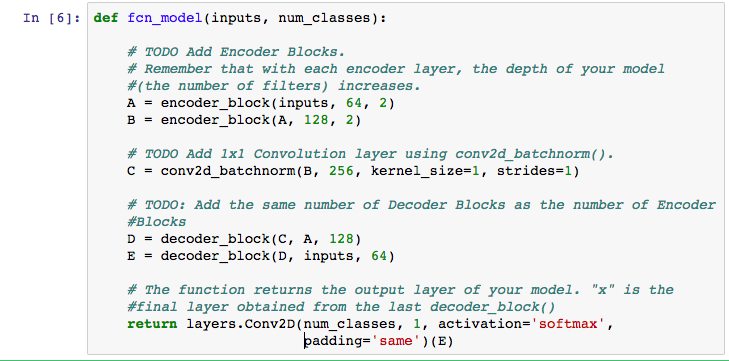 In [6]: def fcn_model(inputs, num_classes):
# TODO Add Encoder Blocks.
# Remember that with each encoder layer, the depth of your model
#(the number of filters) increases.
A = encoder_block(inputs, 64, 2)
B = encoder_block(A, 128, 2)
# TODO Add 1x1 Convolution layer using conv2d_batchnorm().
C = conv2d_batchnorm(B, 256, kernel_size=1, strides=1)
# TODO: Add the same number of Decoder Blocks as the number of Encoder
#Blocks
D = decoder_block(C, A, 128)
E = decoder_block(D, inputs, 64)
# The function returns the output layer of your model. "x" is the
#final layer obtained from the last decoder_block()
return layers.Conv2D(num_classes, 1, activation='softmax',
padding='same')(E)